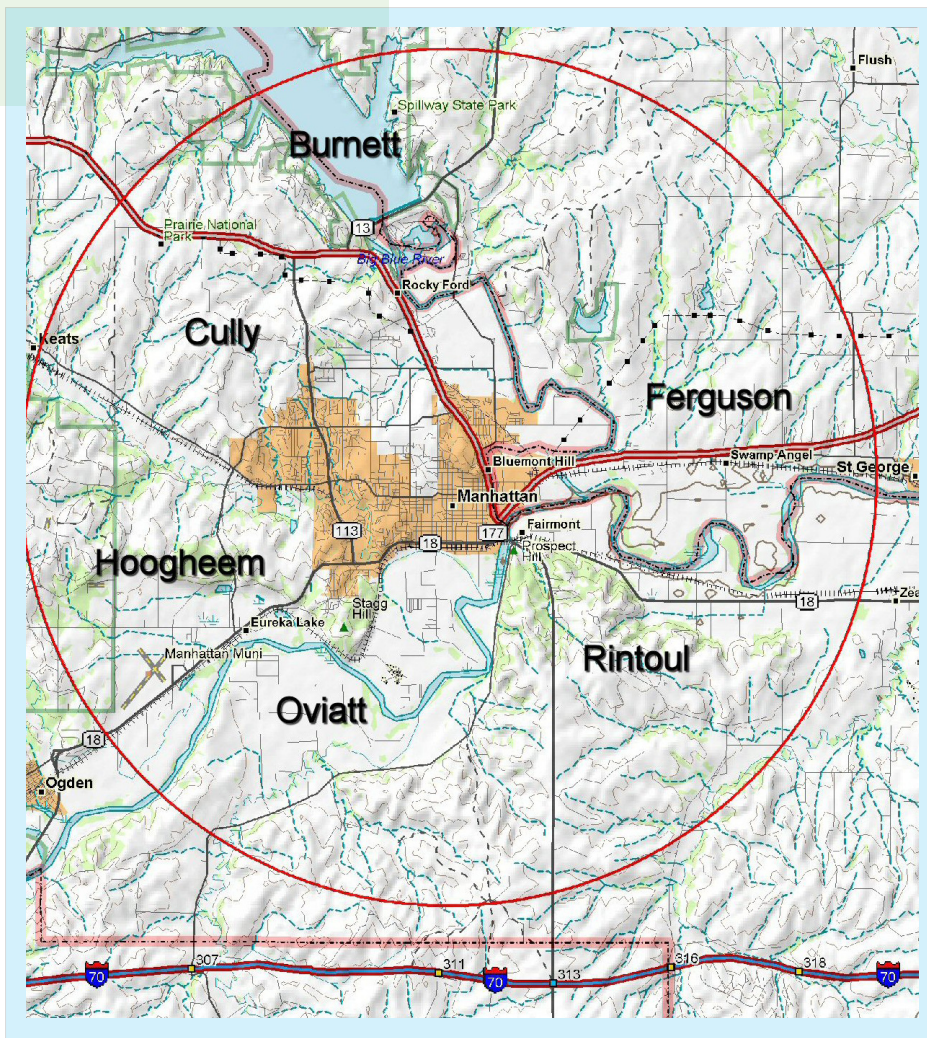 Flush
Spillway State Park
Burnett
Prairie National
Park
13
Big Blue River
Rocky Ford
Cully
Keats
Ferguson
Swamp Angel
Bluemont Hill
St George
Manhattan
113
18
177
Fairmont
Prospect
Hill
Hoogheem
Stagg
Hill
18
Zea
Eureka Lake
Manhattan Muni
Rintoul
Oviatt
18
Ogden
307
311
316
318
70
70
313
70